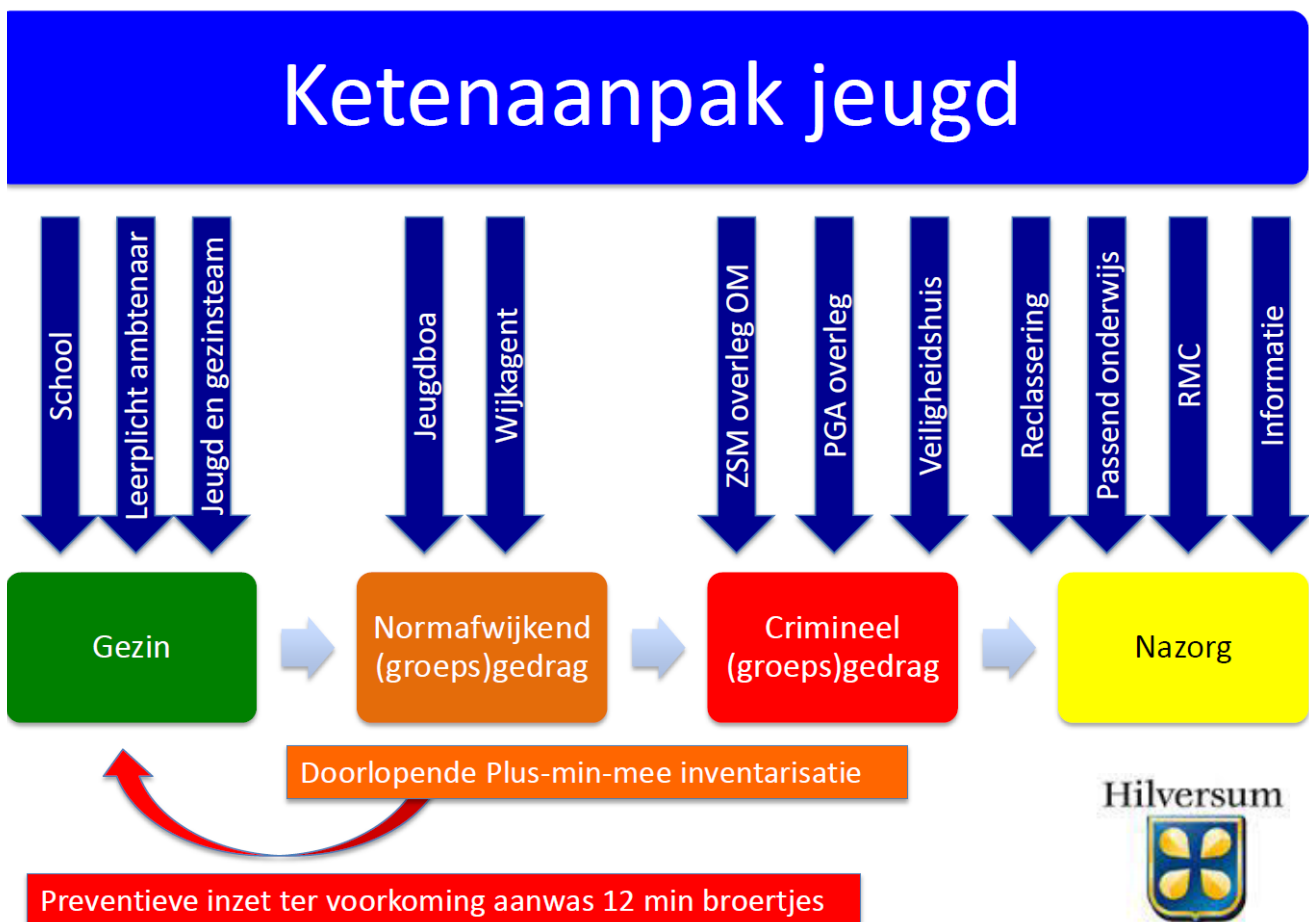 Ketenaanpak jeugd
School
Leerplicht ambtenaar
Jeugd en gezinsteam
Jeugdboa
Wijkagent
ZSM overleg OM
PGA overleg
Veiligheidshuis
Reclassering
Passend onderwijs
RMC
Informatie
Gezin
Normafwijkend
(groeps)gedrag
Crimineel
(groeps)gedrag
Nazorg
Doorlopende Plus-min-mee inventarisatie
Hilversum
Preventieve inzet ter voorkoming aanwas 12 min broertjes